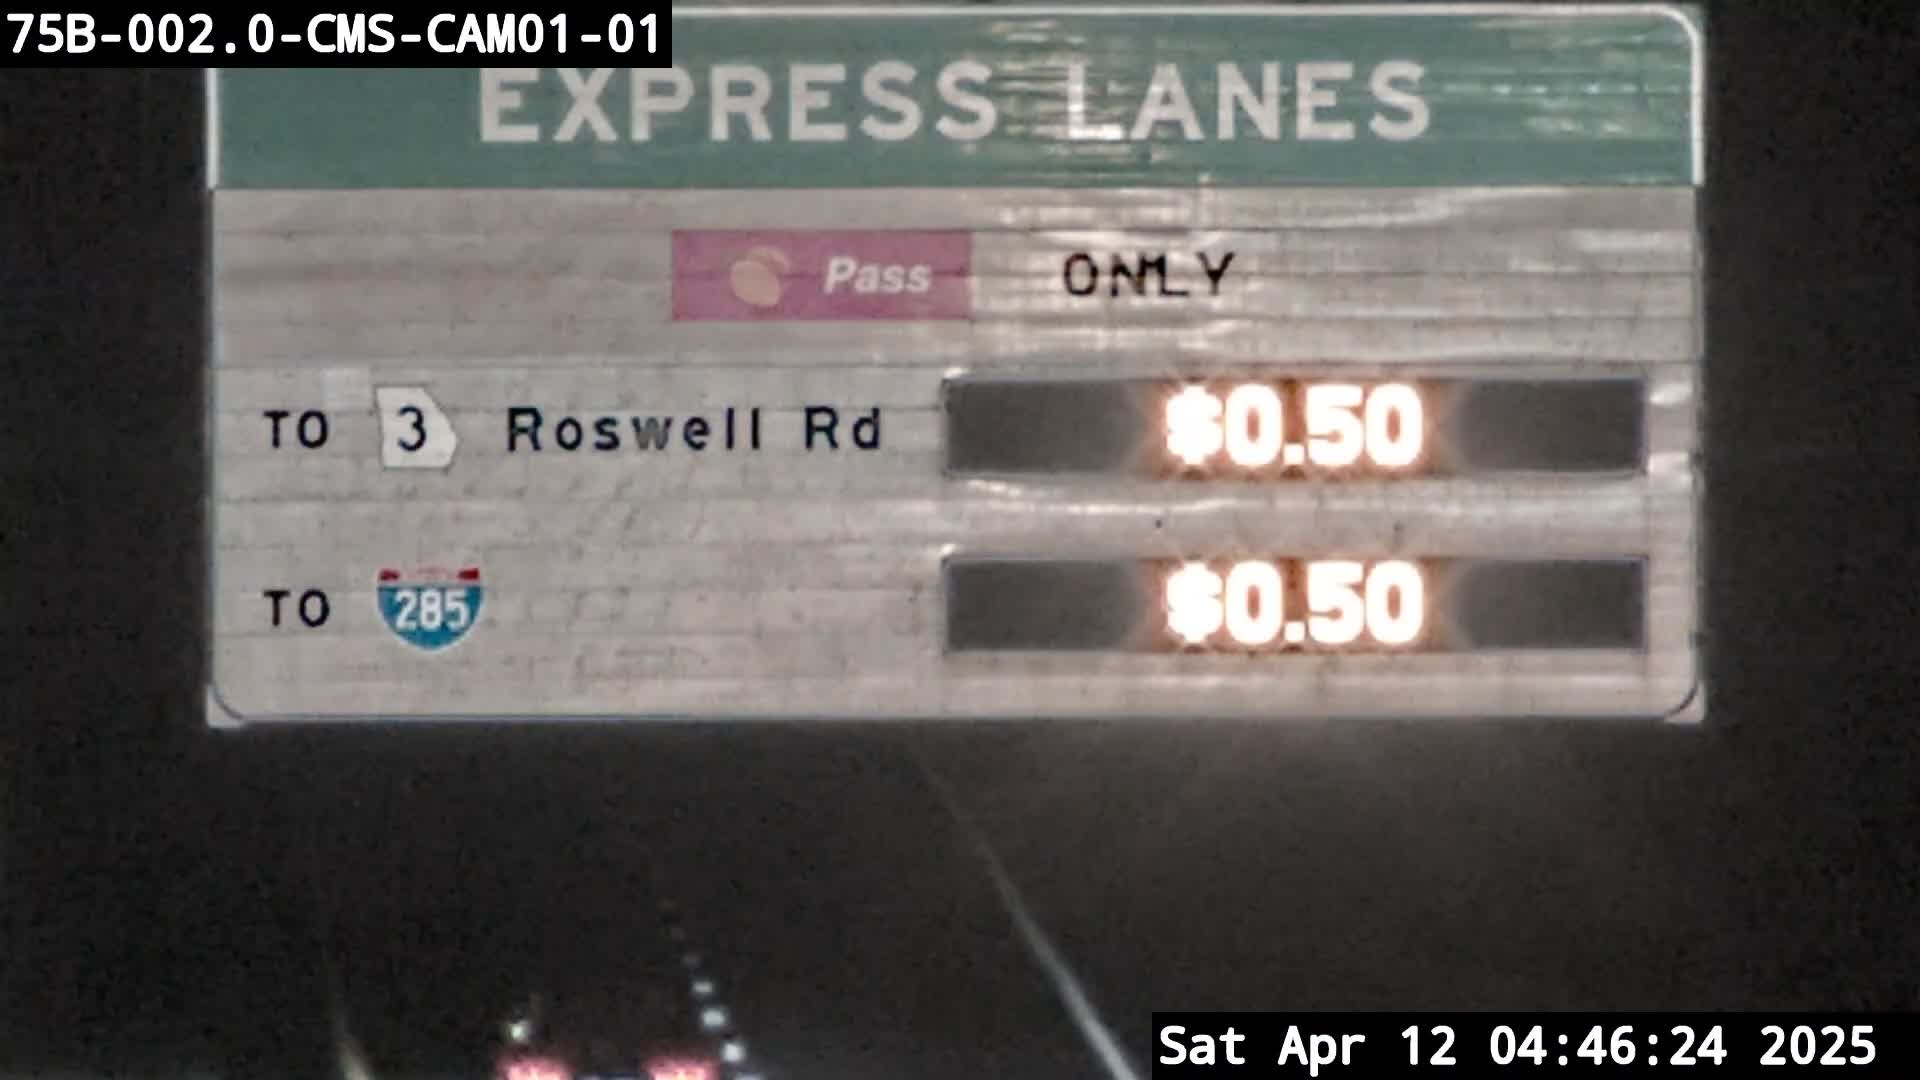 75B-002.0-CMS-CAM01-01
EXPRESS LANES
Pass ONLY
TO 3 Roswell Rd $0.50
TO 285 $0.50
Sat Apr 12 04:46:24 2025